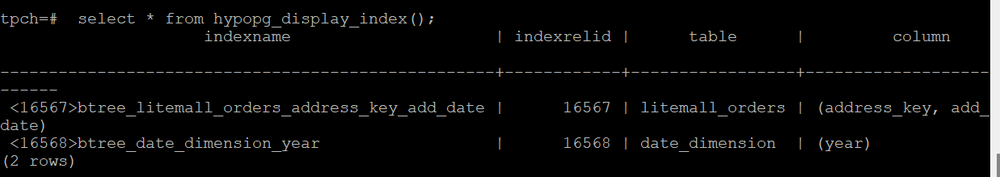 tpch=#  select * from hypopg_display_index();
                     indexname                     | indexrelid |      table      |         column
---------------------------------------------------+------------+-----------------+--------------------
------
 <16567>btree_litemall_orders_address_key_add_date |      16567 | litemall_orders | (address_key, add_
date)
 <16568>btree_date_dimension_year                  |      16568 | date_dimension  | (year)
(2 rows)